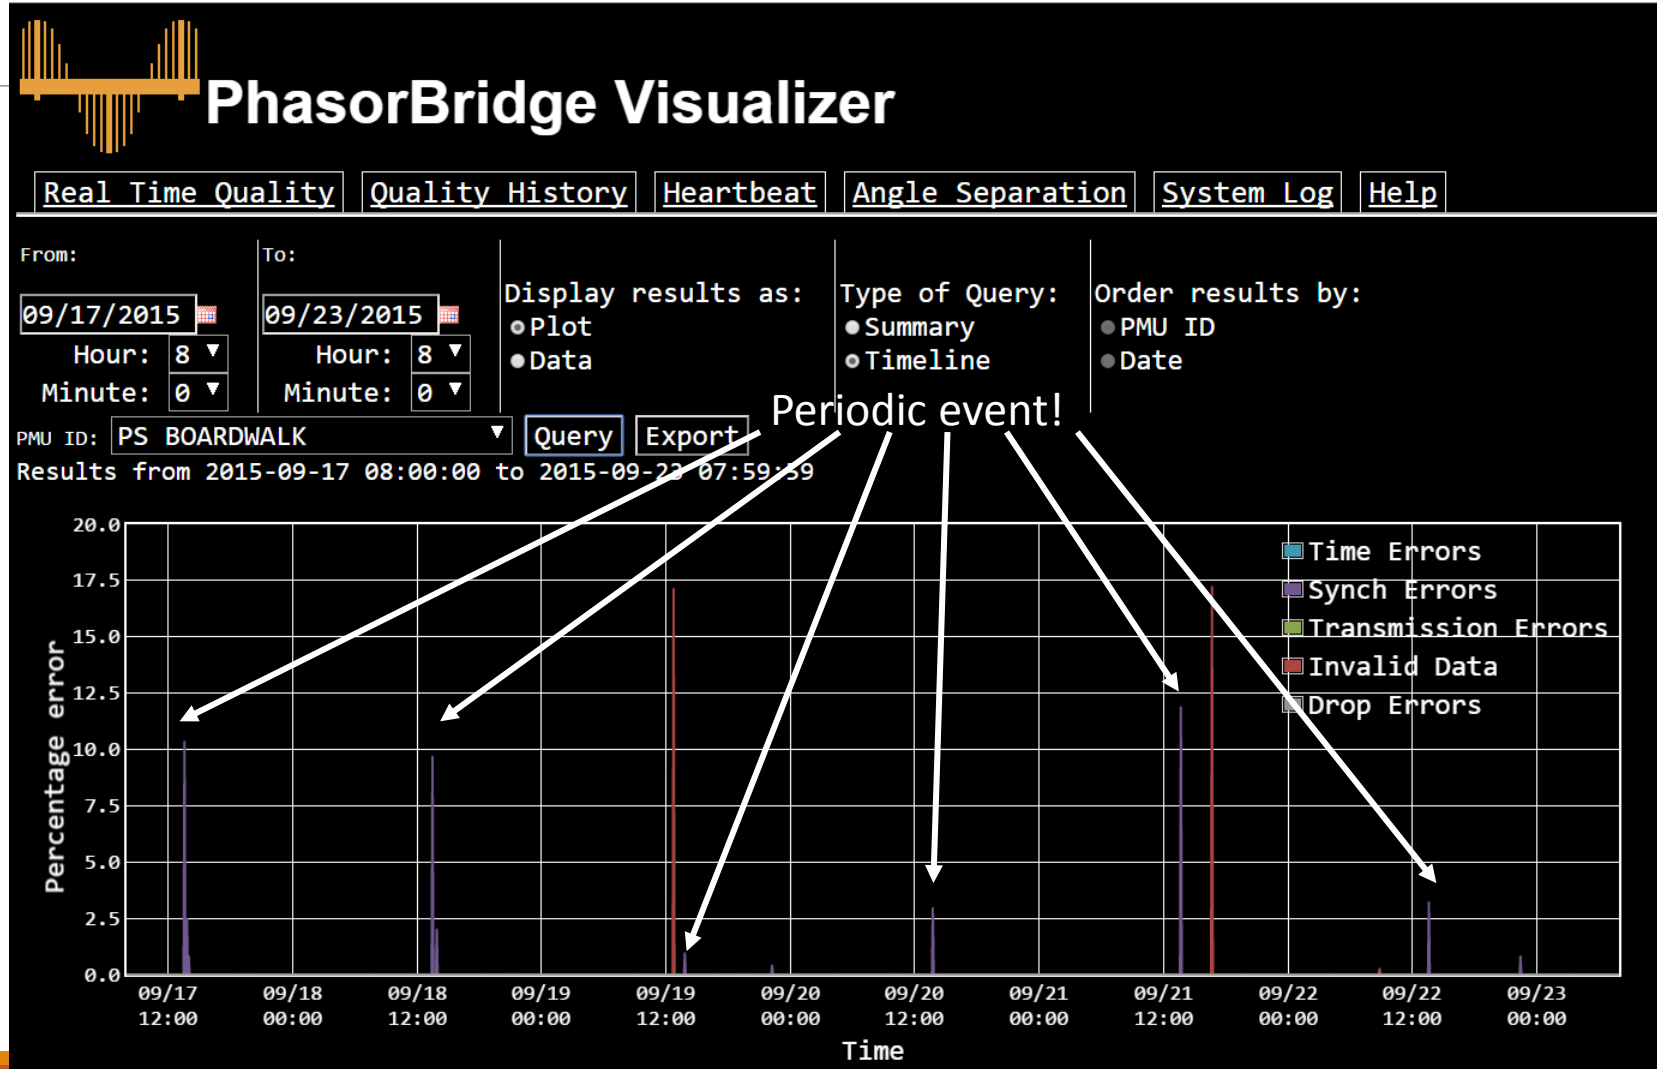 PhasorBridge Visualizer
Real Time Quality Quality History Heartbeat Angle Separation System Log Help
From:
09/17/2015
Hour: 8
Minute: 0
To:
09/23/2015
Hour: 8
Minute: 0
Display results as:
Plot
Data
Type of Query:
Summary
Timeline
Order results by:
PMU ID
Date
Periodic event!
PMU ID: PS BOARDWALK Query Export
Results from 2015-09-17 08:00:00 to 2015-09-23 07:59:59
Percentage error
20.0
17.5
15.0
12.5
10.0
7.5
5.0
2.5
0.0
Time Errors
Synch Errors
Transmission Errors
Invalid Data
Drop Errors
09/17 09/18 09/18 09/19 09/19 09/20 09/20 09/21 09/21 09/22 09/22 09/23
12:00 00:00 12:00 00:00 12:00 00:00 12:00 00:00 12:00 00:00 12:00 00:00
Time